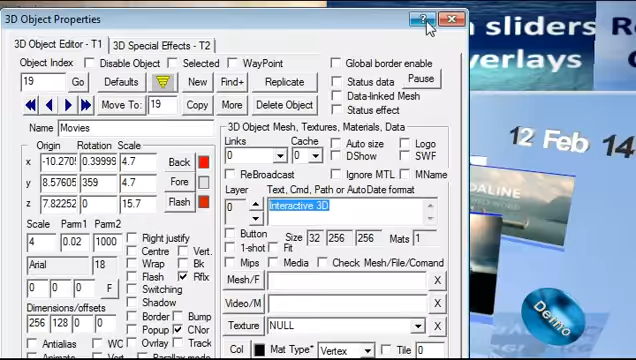 3D Object Properties
?
n sliders
verlays
3D Object Editor - T1
3D Special Effects - T2
Object Index
Disable Object
Selected
WayPoint
Global border enable
19
Go
Defaults
New
Find+
Replicate
Status data
Pause
Data-linked Mesh
Move To:
19
Copy
More
Delete Object
Status effect
Name
Movies
3D Object Mesh, Textures, Materials, Data
Origin
Rotation
Scale
Links
Cache
Auto size
Logo
x
-10.270
0.39999
4.7
Back
0
0
DShow
SWF
y
8.57605
359
4.7
Fore
ReBroadcast
Ignore MTL
MName
z
7.82252
0
15.7
Flash
Layer
Text, Cmd, Path or AutoDate format
0
Interactive 3D
Scale
Parm1
Parm2
4
0.02
1000
Right justify
Button
Size
32
256
256
Mats
1
Centre
Vert.
1-shot
Fit
Arial
18
Wrap
Blk
Mips
Media
Check Mesh/File/Comand
Flash
Rflx
0
0
0
F
Switching
Mesh/F
X
Shadow
Dimensions/offsets
Video/M
X
256
128
0
0
Border
Bump
Popup
CNor
Texture
NULL
X
Antialias
WC
Ovrlay
Track
Col
Mat Type*
Vertex
Tile
0
Animate
Vert
Parallax mode
12 Feb
14
DALINE
Demo